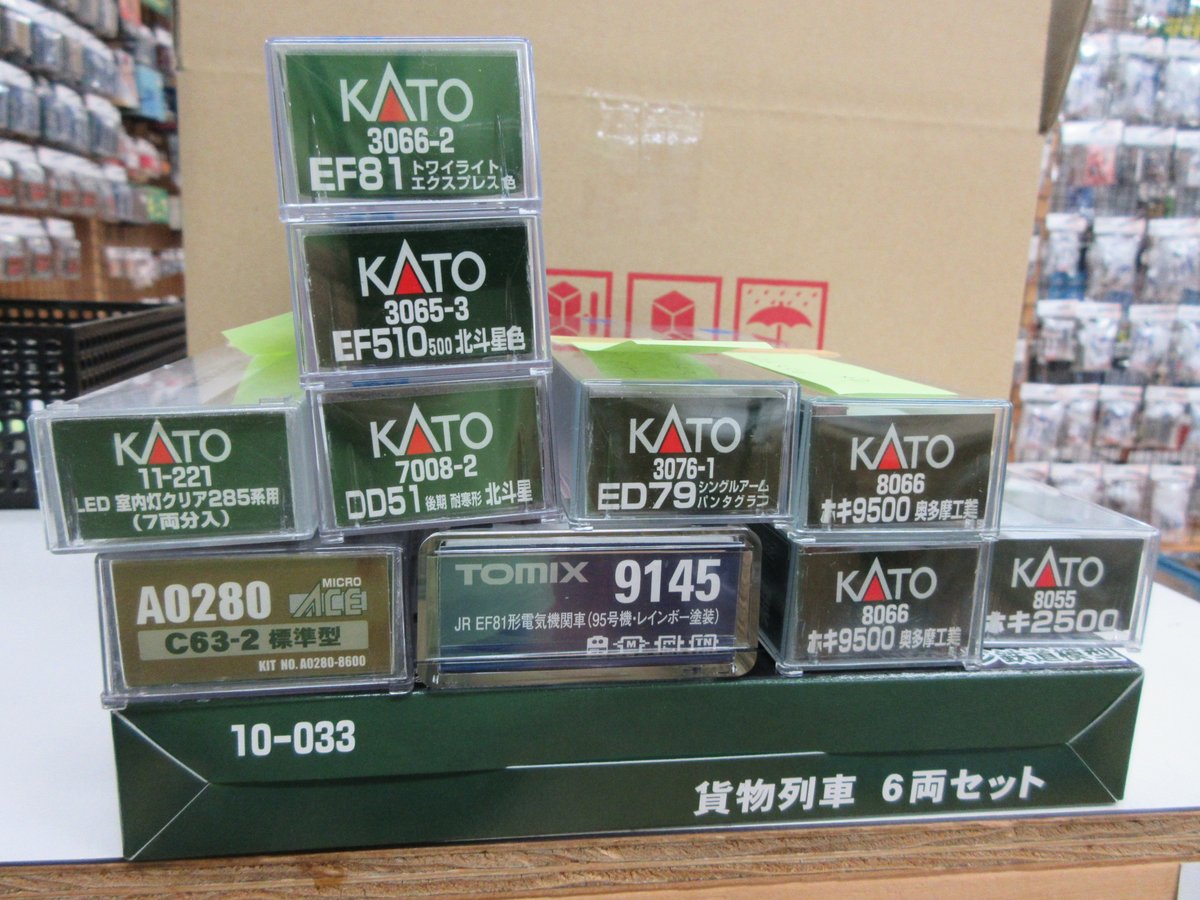 KATO
3066-2
EF81 トワイライト
エクスプレス色
KATO
3065-3
EF510 500 北斗星色
KATO
11-221
LED 室内灯クリア285系用
(7両分入)
KATO
7008-2
DD51 後期 耐寒形 北斗星
KATO
3076-1
ED79 シングルアーム
パンタグラフ
KATO
8066
ホキ9500 奥多摩工業
A0280 MICRO
ACE
C63-2 標準型
KIT NO. A0280-8600
TOMIX 9145
JR EF81形電気機関車(95号機・レインボー塗装)
M TN
KATO
8066
ホキ9500 奥多摩工業
KATO
8055
ホキ2500
鉄道模型
10-033
貨物列車 6両セット